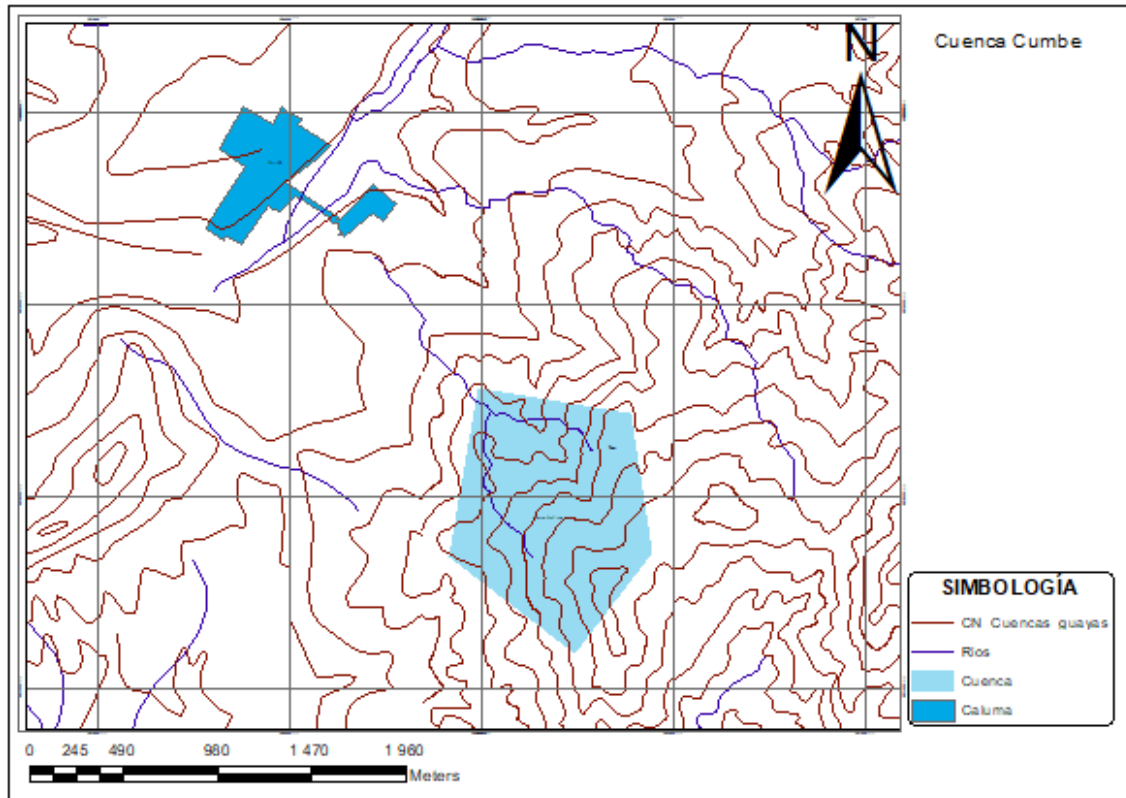 Cuenca Cumbe
N
SIMBOLOGÍA
CN Cuencas guayas
Rios
Cuenca
Caluma
0 245 490 980 1 470 1 960
Meters